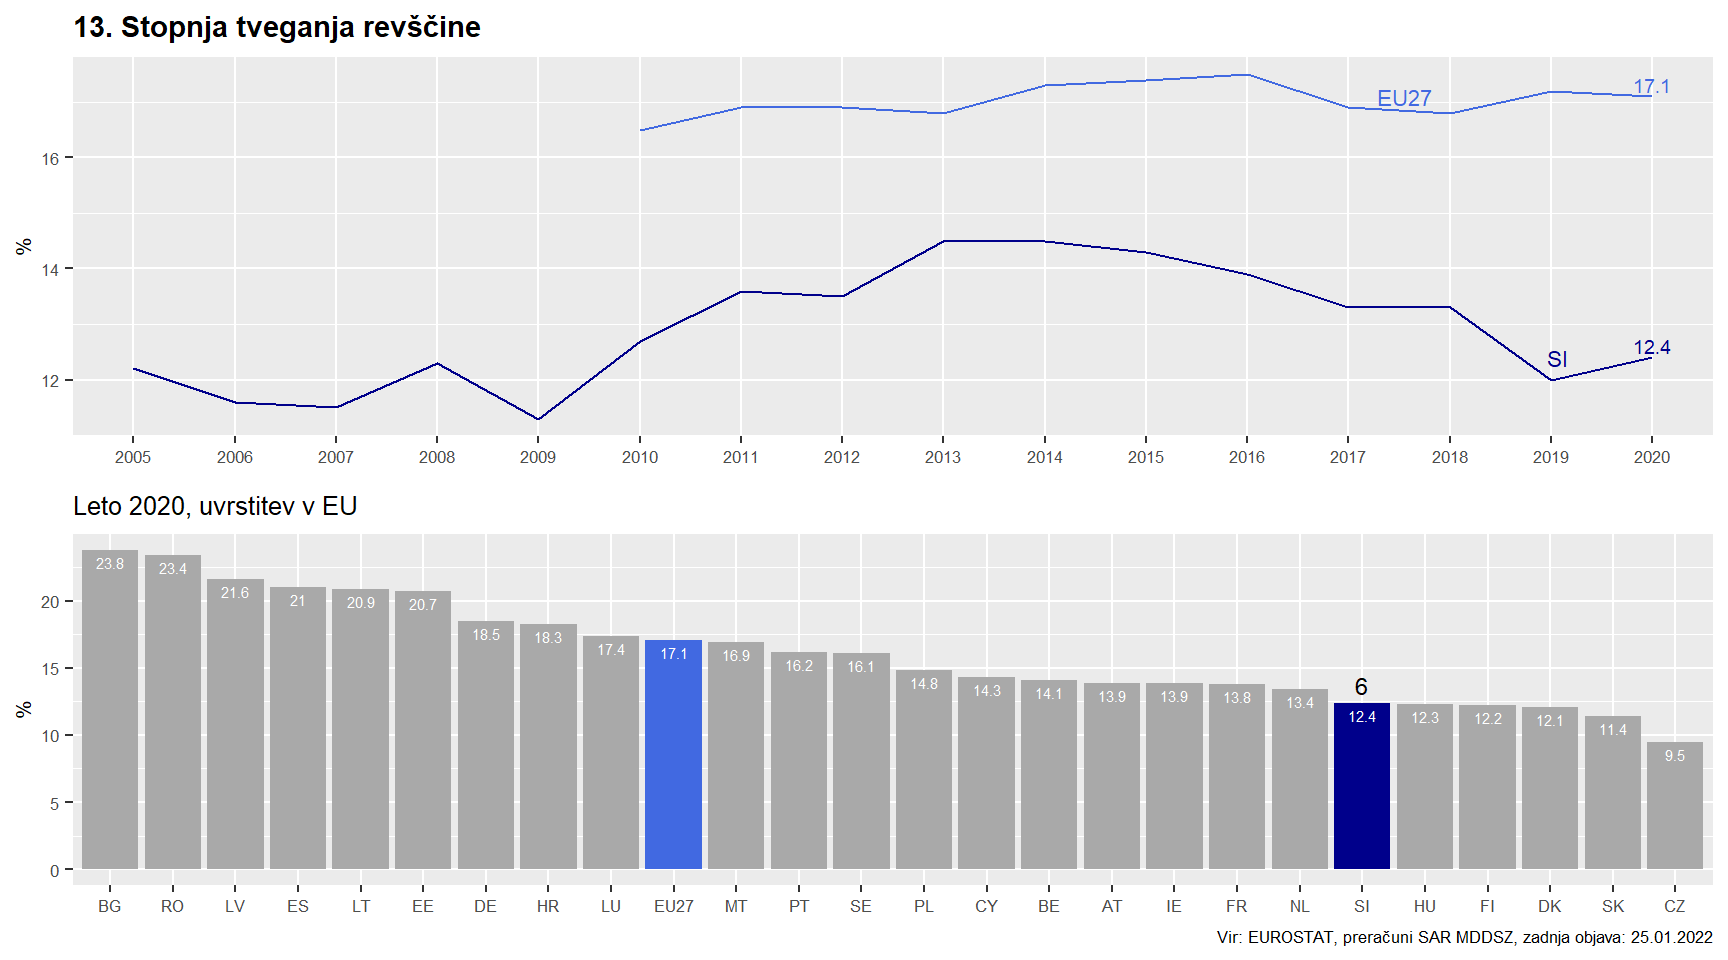 13. Stopnja tveganja revščine
%
16
14
12
EU27
17.1
SI
12.4
2005 2006 2007 2008 2009 2010 2011 2012 2013 2014 2015 2016 2017 2018 2019 2020
Leto 2020, uvrstitev v EU
%
20
15
10
5
0
6
23.8 23.4 21.6 21 20.9 20.7 18.5 18.3 17.4 17.1 16.9 16.2 16.1 14.8 14.3 14.1 13.9 13.9 13.8 13.4 12.4 12.3 12.2 12.1 11.4 9.5
BG RO LV ES LT EE DE HR LU EU27 MT PT SE PL CY BE AT IE FR NL SI HU FI DK SK CZ
Vir: EUROSTAT, preračuni SAR MDDSZ, zadnja objava: 25.01.2022